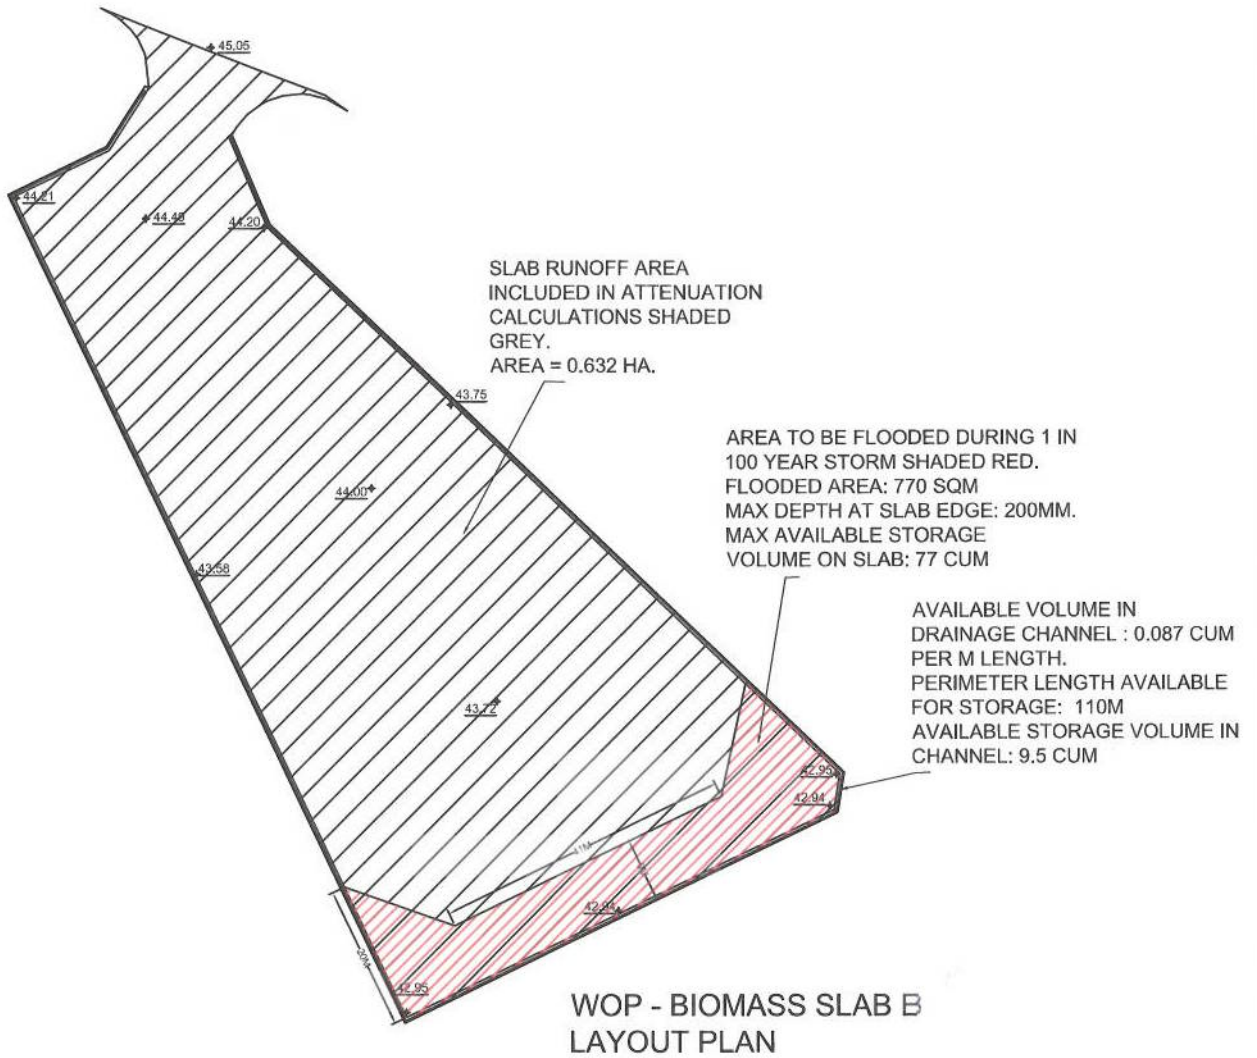 45.05
44.21
44.49
44.20
SLAB RUNOFF AREA
INCLUDED IN ATTENUATION
CALCULATIONS SHADED
GREY.
AREA = 0.632 HA.
43.75
AREA TO BE FLOODED DURING 1 IN
100 YEAR STORM SHADED RED.
FLOODED AREA: 770 SQM
MAX DEPTH AT SLAB EDGE: 200MM.
MAX AVAILABLE STORAGE
VOLUME ON SLAB: 77 CUM
44.00
43.58
AVAILABLE VOLUME IN
DRAINAGE CHANNEL : 0.087 CUM
PER M LENGTH.
PERIMETER LENGTH AVAILABLE
FOR STORAGE: 110M
AVAILABLE STORAGE VOLUME IN
CHANNEL: 9.5 CUM
43.72
42.95
42.94
41M
42.94
20M
42.95
WOP - BIOMASS SLAB B
LAYOUT PLAN